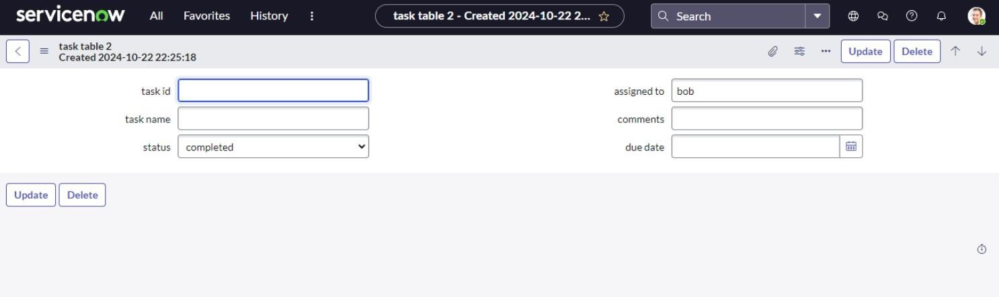 servicenow All Favorites History task table 2 - Created 2024-10-22 2... Search
task table 2
Created 2024-10-22 22:25:18
Update Delete
task id assigned to bob
task name comments
status completed due date
Update Delete